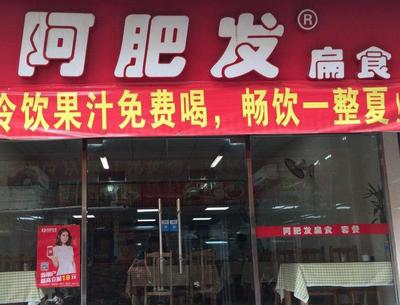 阿肥发®
扁食
冷饮果汁免费喝，畅饮一整夏
阿肥发扁食 套餐